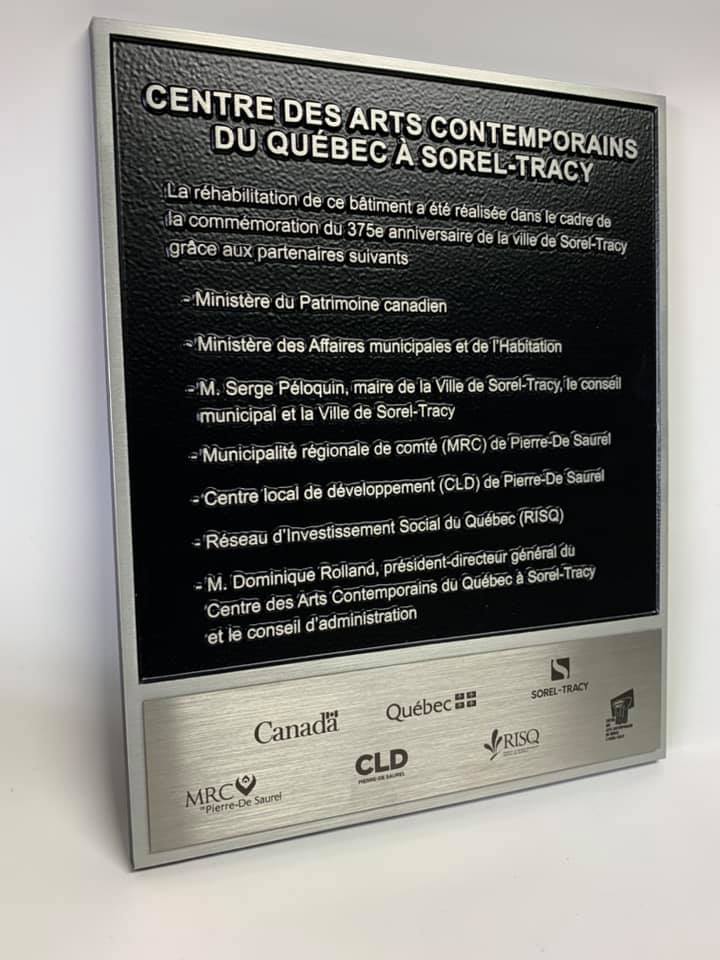 CENTRE DES ARTS CONTEMPORAINS
DU QUÉBEC À SOREL-TRACY
La réhabilitation de ce bâtiment a été réalisée dans le cadre de
la commémoration du 375e anniversaire de la ville de Sorel-Tracy
grâce aux partenaires suivants
- Ministère du Patrimoine canadien
- Ministère des Affaires municipales et de l'Habitation
- M. Serge Péloquin, maire de la Ville de Sorel-Tracy, le conseil
municipal et la Ville de Sorel-Tracy
- Municipalité régionale de comté (MRC) de Pierre-De Saurel
- Centre local de développement (CLD) de Pierre-De Saurel
- Réseau d'Investissement Social du Québec (RISQ)
- M. Dominique Rolland, président-directeur général du
Centre des Arts Contemporains du Québec à Sorel-Tracy
et le conseil d'administration
Canada
Québec
SOREL-TRACY
MRC
de Pierre-De Saurel
CLD
PIERRE-DE SAUREL
RISQ